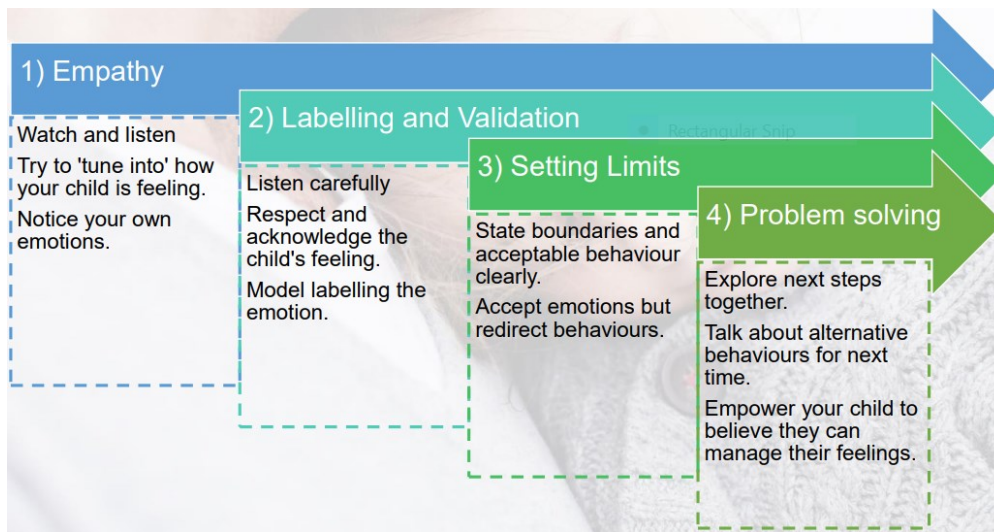 1) Empathy
Watch and listen
Try to 'tune into' how
your child is feeling.
Notice your own
emotions.
2) Labelling and Validation
Rectangular Snip
Listen carefully
Respect and
acknowledge the
child's feeling.
Model labelling the
emotion.
3) Setting Limits
State boundaries and
acceptable behaviour
clearly.
Accept emotions but
redirect behaviours.
4) Problem solving
Explore next steps
together.
Talk about alternative
behaviours for next
time.
Empower your child to
believe they can
manage their feelings.